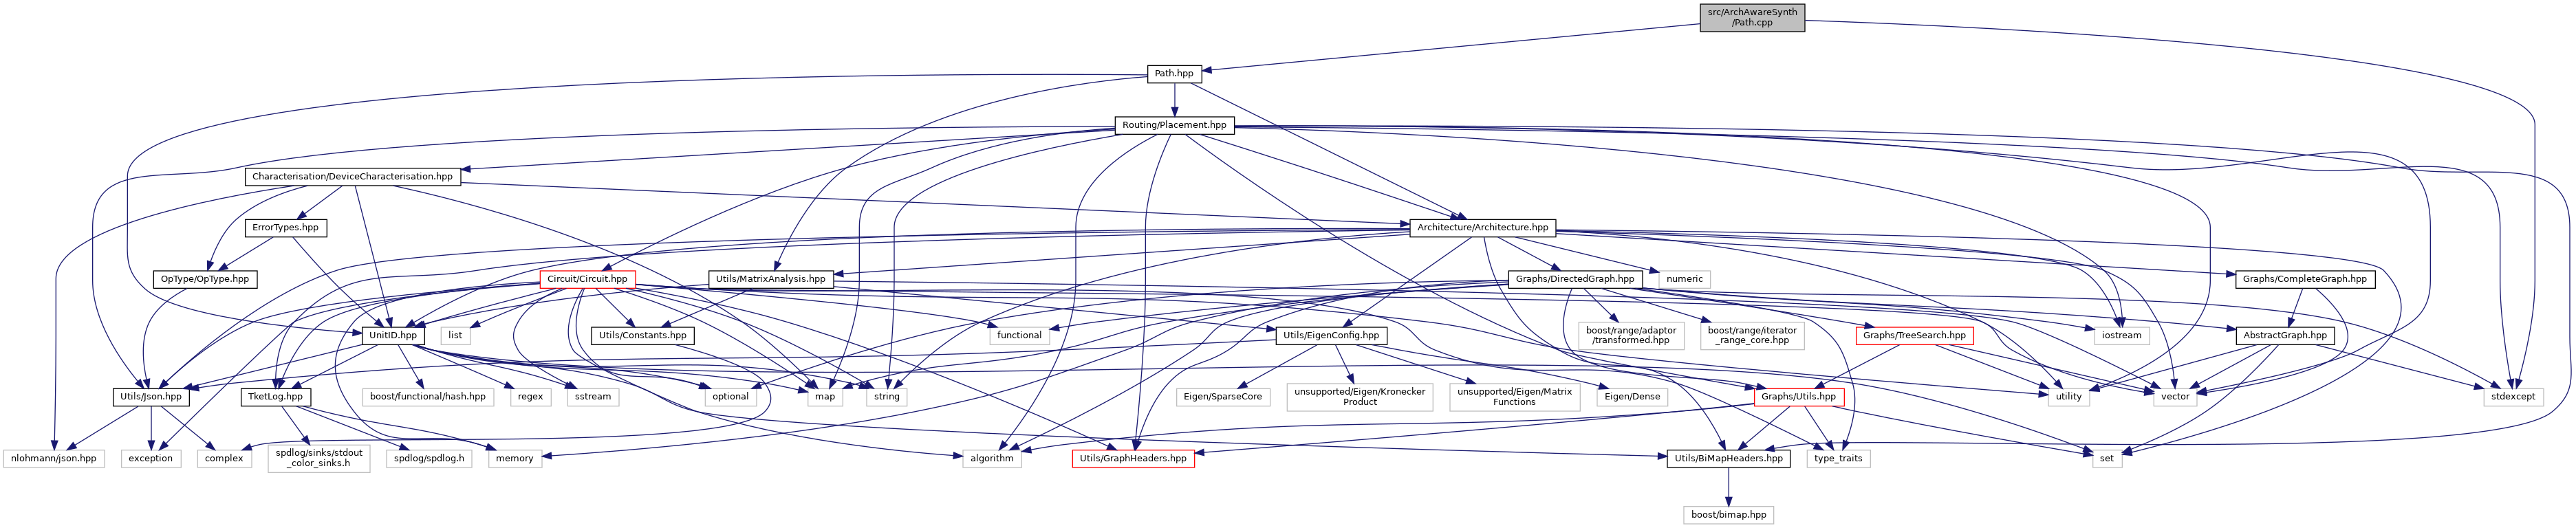 src/ArchAwareSynth
/Path.cpp
Path.hpp
Routing/Placement.hpp
Characterisation/DeviceCharacterisation.hpp
ErrorTypes.hpp
Architecture/Architecture.hpp
OpType/OpType.hpp
Circuit/Circuit.hpp
Utils/MatrixAnalysis.hpp
Graphs/DirectedGraph.hpp
numeric
Graphs/CompleteGraph.hpp
UnitID.hpp
list
Utils/Constants.hpp
functional
Utils/EigenConfig.hpp
boost/range/adaptor
/transformed.hpp
boost/range/iterator
_range_core.hpp
Graphs/TreeSearch.hpp
iostream
AbstractGraph.hpp
Utils/Json.hpp
TketLog.hpp
boost/functional/hash.hpp
regex
sstream
optional
map
string
Eigen/SparseCore
unsupported/Eigen/Kronecker
Product
unsupported/Eigen/Matrix
Functions
Eigen/Dense
Graphs/Utils.hpp
utility
vector
stdexcept
nlohmann/json.hpp
exception
complex
spdlog/sinks/stdout
_color_sinks.h
spdlog/spdlog.h
memory
algorithm
Utils/GraphHeaders.hpp
Utils/BiMapHeaders.hpp
type_traits
set
boost/bimap.hpp